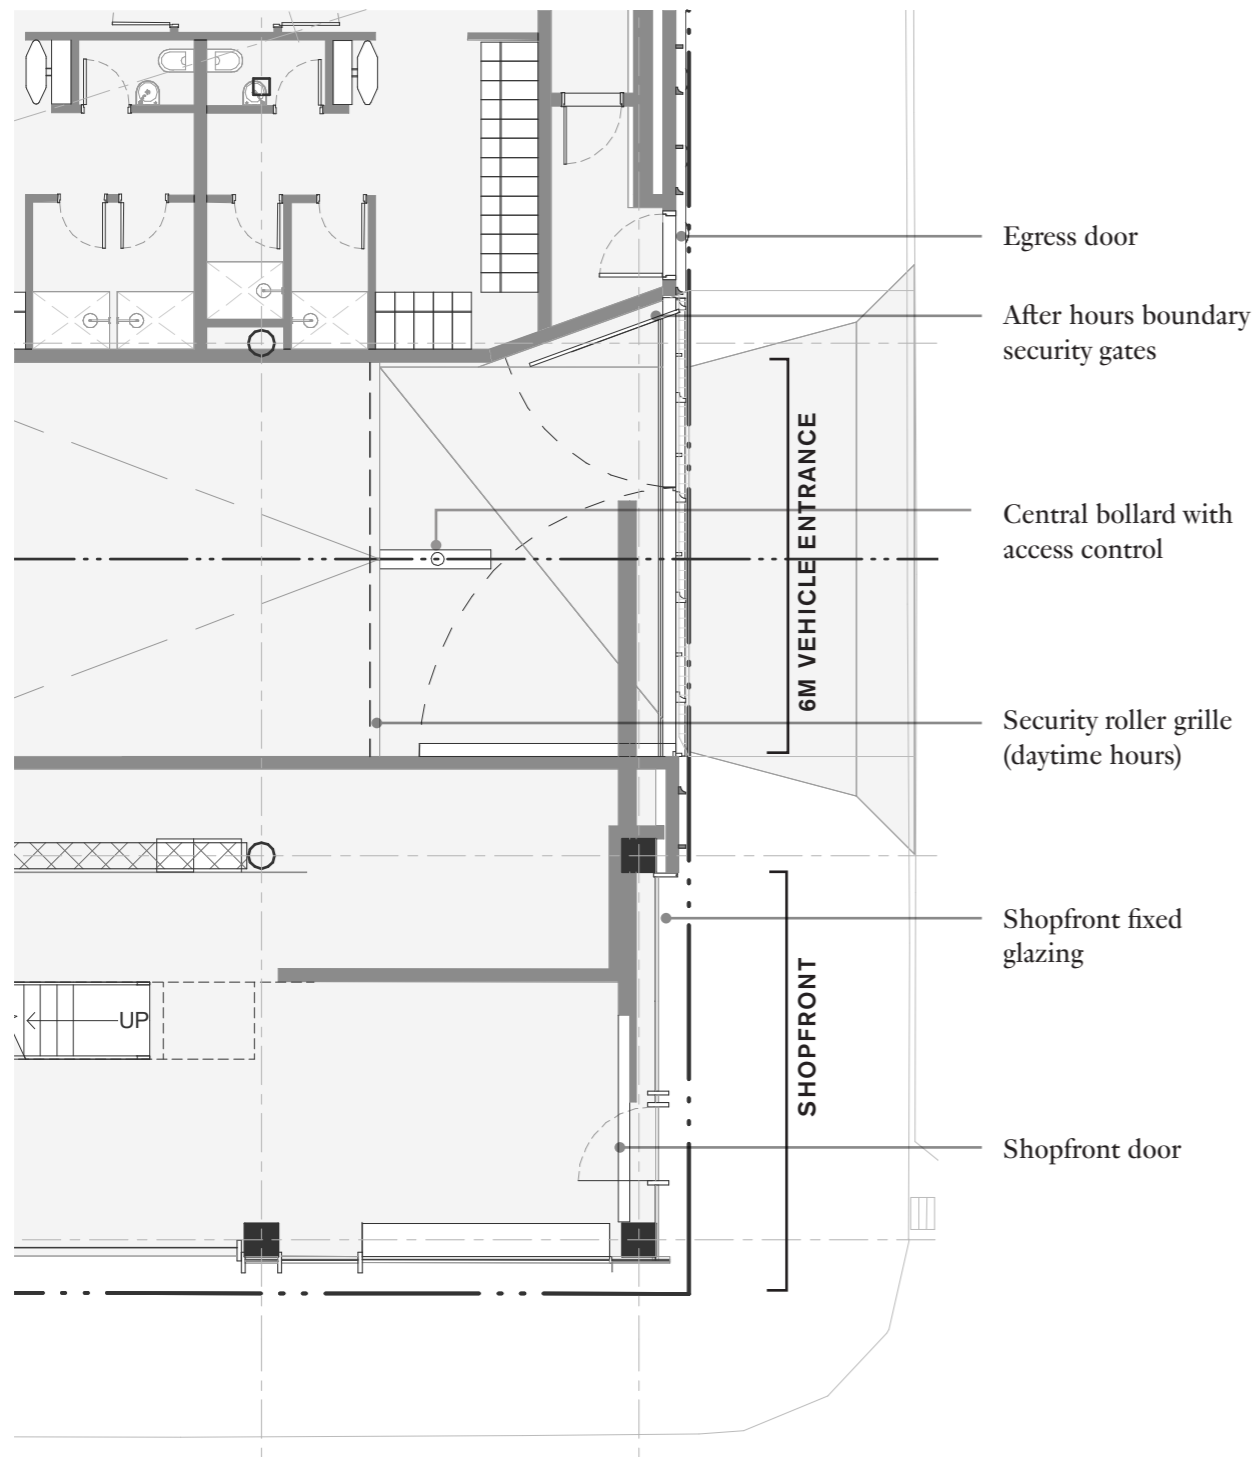 Egress door
After hours boundary
security gates
6M VEHICLE ENTRANCE
Central bollard with
access control
Security roller grille
(daytime hours)
Shopfront fixed
glazing
SHOPFRONT
UP
Shopfront door